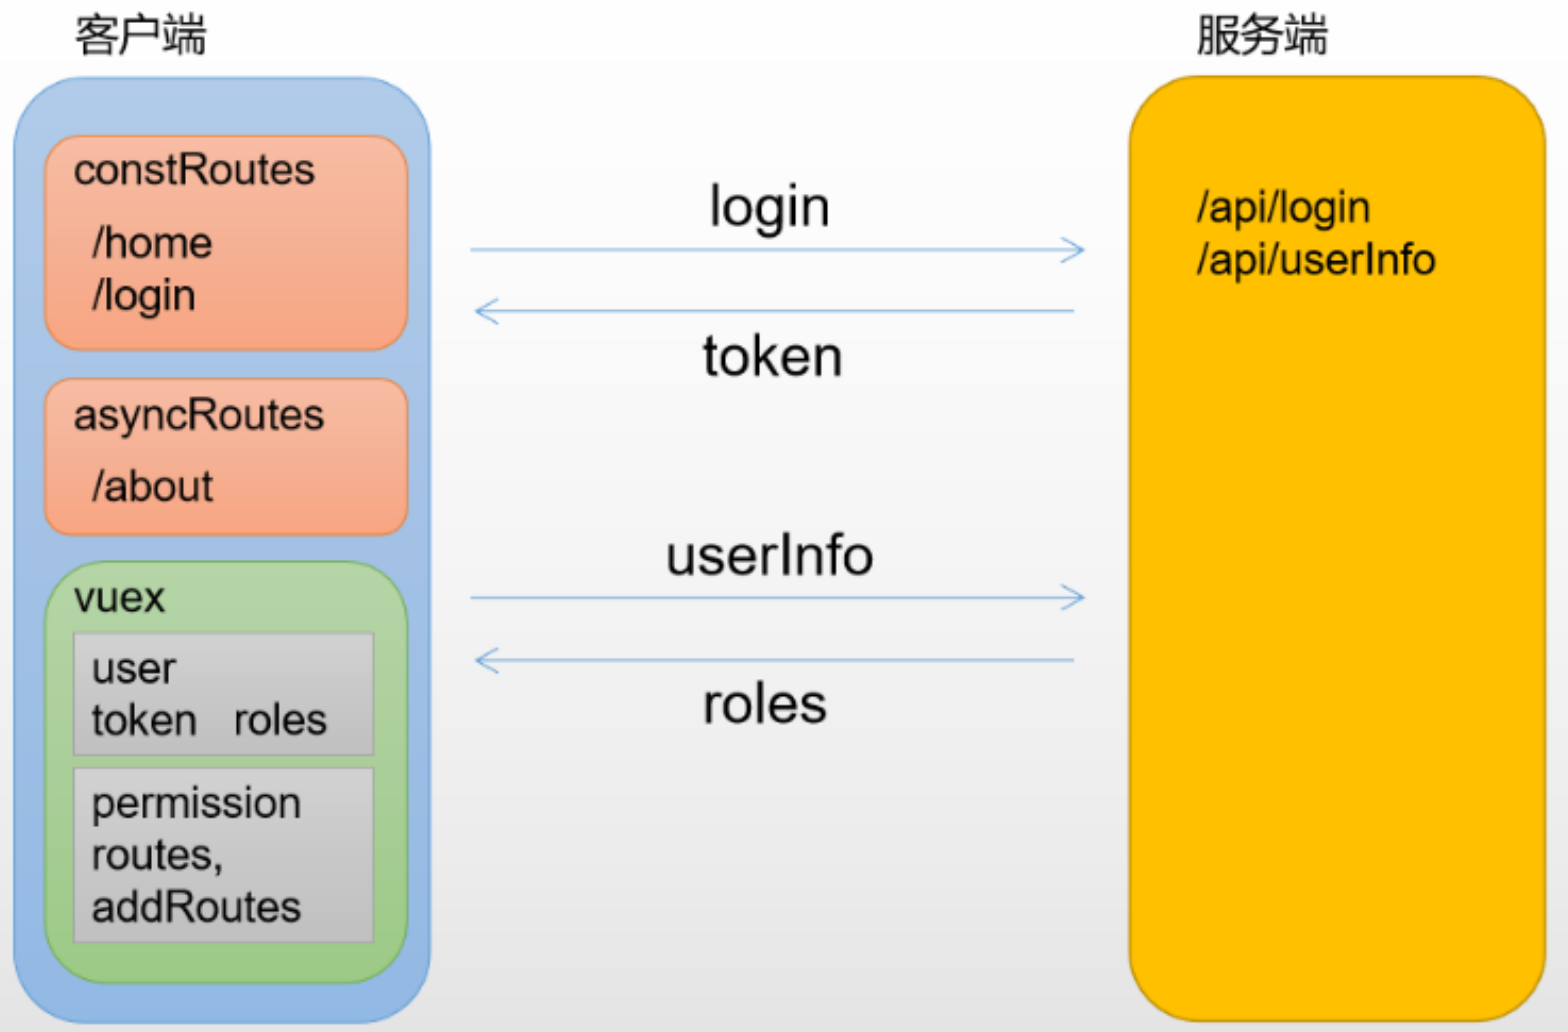 客户端
constRoutes
/home
/login
asyncRoutes
/about
vuex
user
token roles
permission
routes,
addRoutes
login
token
userInfo
roles
服务端
/api/login
/api/userInfo